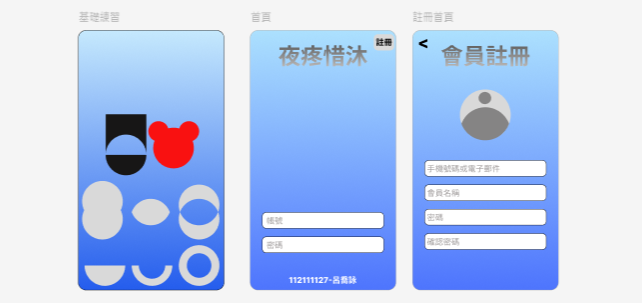 基礎練習
首頁
註冊首頁
註冊
夜疼惜沐
帳號
密碼
112111127-呂喬詠
<
會員註冊
手機號碼或電子郵件
會員名稱
密碼
確認密碼